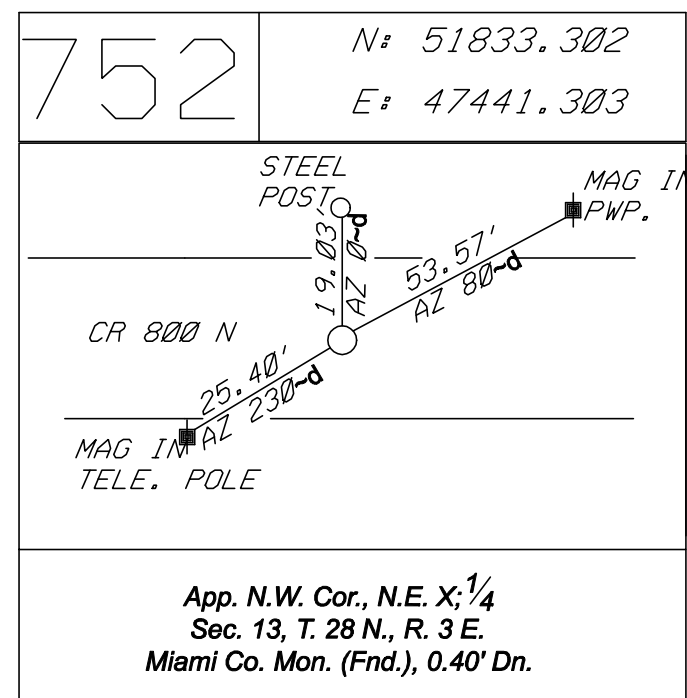 752
N: 51833.302
E: 47441.303
STEEL
POST
MAG IN
PWP.
19.03'
AZ 0~d
53.57'
AZ 80~d
CR 800 N
25.40'
AZ 230~d
MAG IN
TELE. POLE
App. N.W. Cor., N.E. X;1/4
Sec. 13, T. 28 N., R. 3 E.
Miami Co. Mon. (Fnd.), 0.40' Dn.